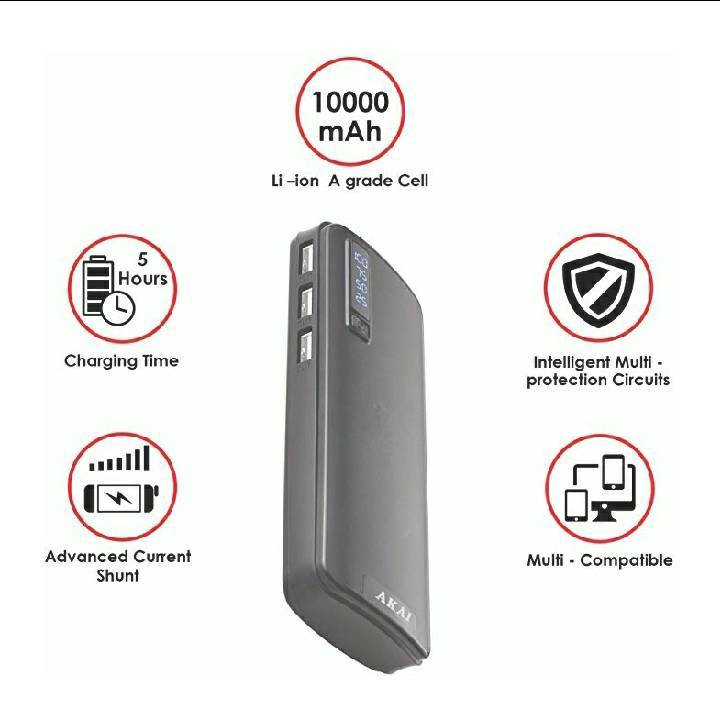 10000
mAh
Li –ion A grade Cell
5
Hours
Charging Time
Intelligent Multi -
protection Circuits
Advanced Current
Shunt
Multi - Compatible
AKAI